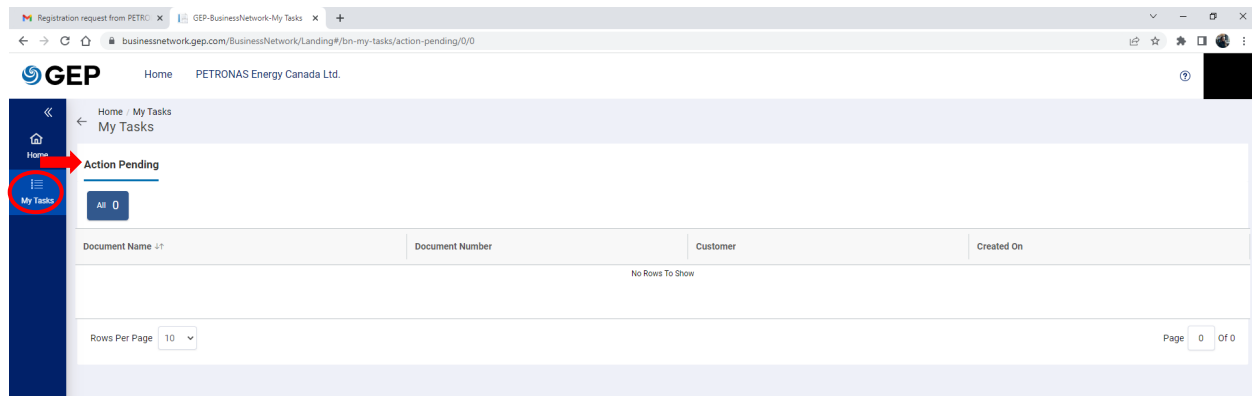 Registration request from PETRO
GEP-BusinessNetwork-My Tasks
businessnetwork.gep.com/BusinessNetwork/Landing#/bn-my-tasks/action-pending/0/0
GEP Home PETRONAS Energy Canada Ltd.
Home / My Tasks
My Tasks
Home
Action Pending
My Tasks
All 0
Document Name Document Number Customer Created On
No Rows To Show
Rows Per Page 10 Page 0 Of 0